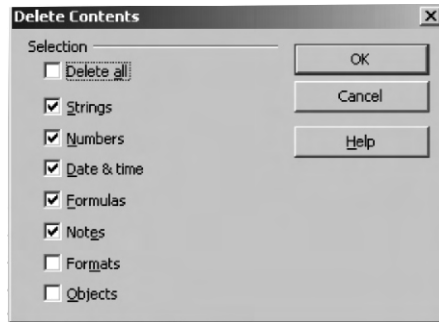 Delete Contents
Selection
Delete all
Strings
Numbers
Date & time
Formulas
Notes
Formats
Objects
OK
Cancel
Help